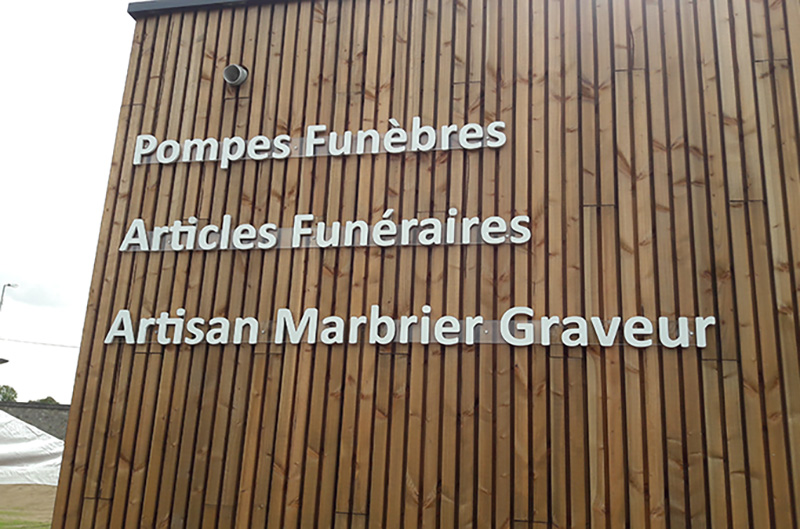 Pompes Funèbres
Articles Funéraires
Artisan Marbrier Graveur